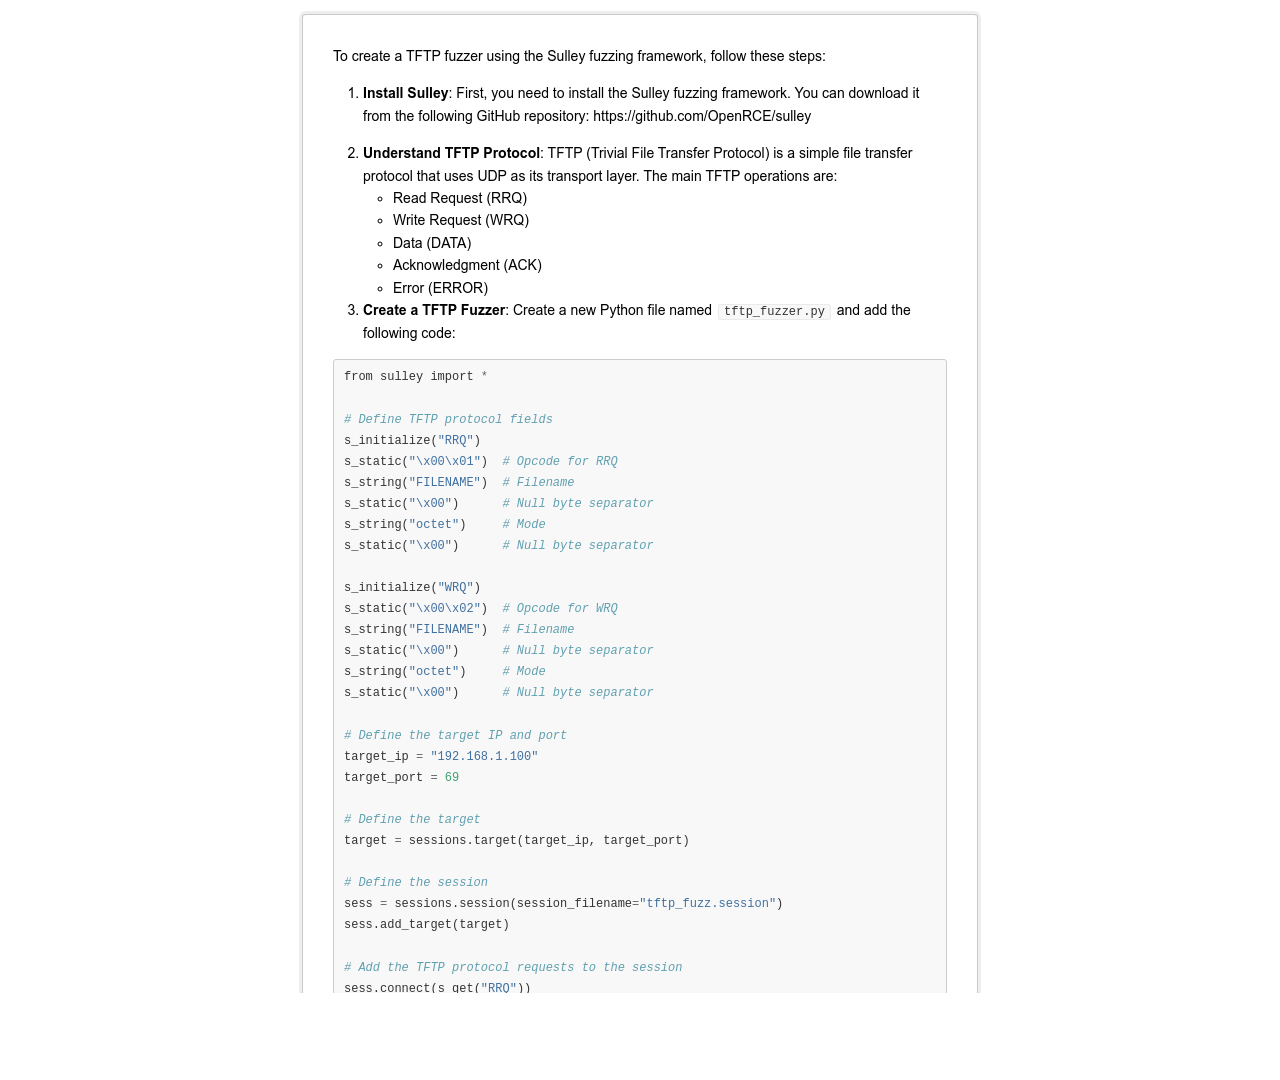 To create a TFTP fuzzer using the Sulley fuzzing framework, follow these steps:
1. Install Sulley: First, you need to install the Sulley fuzzing framework. You can download it
from the following GitHub repository: https://github.com/OpenRCE/sulley
2. Understand TFTP Protocol: TFTP (Trivial File Transfer Protocol) is a simple file transfer
protocol that uses UDP as its transport layer. The main TFTP operations are:
Read Request (RRQ)
Write Request (WRQ)
Data (DATA)
Acknowledgment (ACK)
Error (ERROR)
3. Create a TFTP Fuzzer: Create a new Python file named tftp_fuzzer.py and add the
following code:
from sulley import *
# Define TFTP protocol fields
s_initialize("RRQ")
s_static("\x00\x01")  # Opcode for RRQ
s_string("FILENAME")  # Filename
s_static("\x00")      # Null byte separator
s_string("octet")     # Mode
s_static("\x00")      # Null byte separator
s_initialize("WRQ")
s_static("\x00\x02")  # Opcode for WRQ
s_string("FILENAME")  # Filename
s_static("\x00")      # Null byte separator
s_string("octet")     # Mode
s_static("\x00")      # Null byte separator
# Define the target IP and port
target_ip = "192.168.1.100"
target_port = 69
# Define the target
target = sessions.target(target_ip, target_port)
# Define the session
sess = sessions.session(session_filename="tftp_fuzz.session")
sess.add_target(target)
# Add the TFTP protocol requests to the session
sess.connect(s_get("RRQ"))